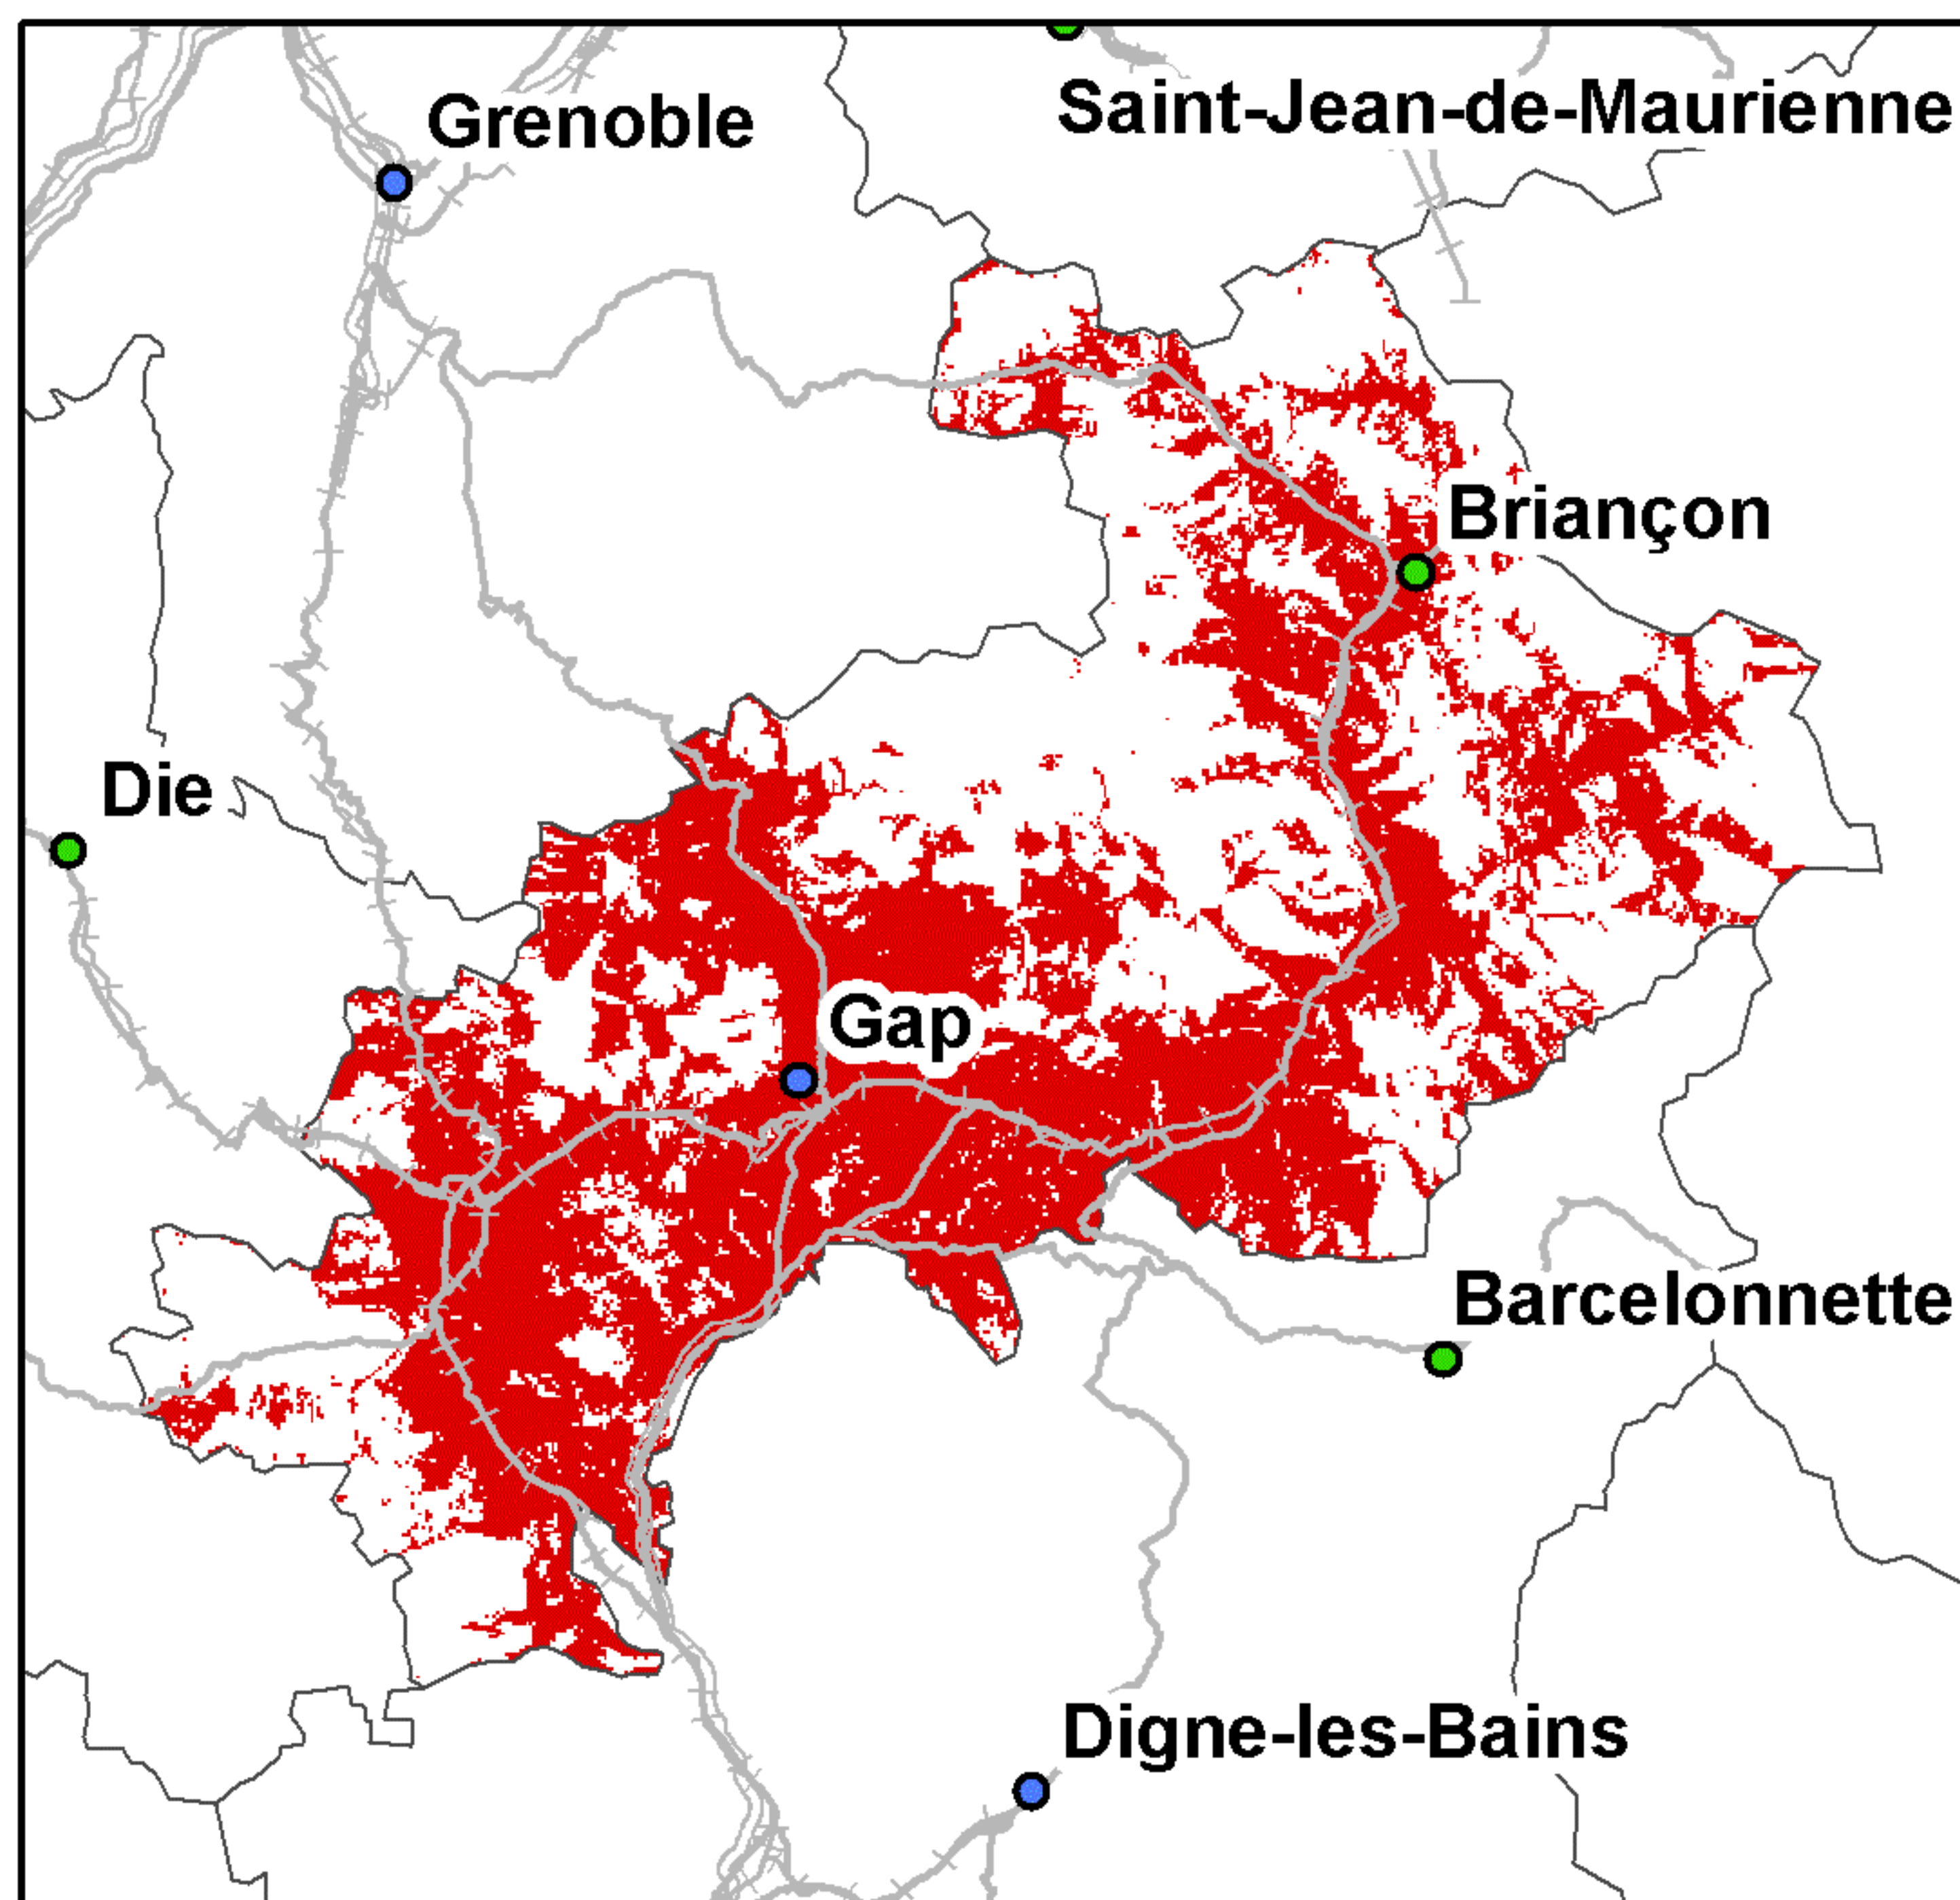 Grenoble
Saint-Jean-de-Maurienne
Briançon
Die
Gap
Barcelonnette
Digne-les-Bains